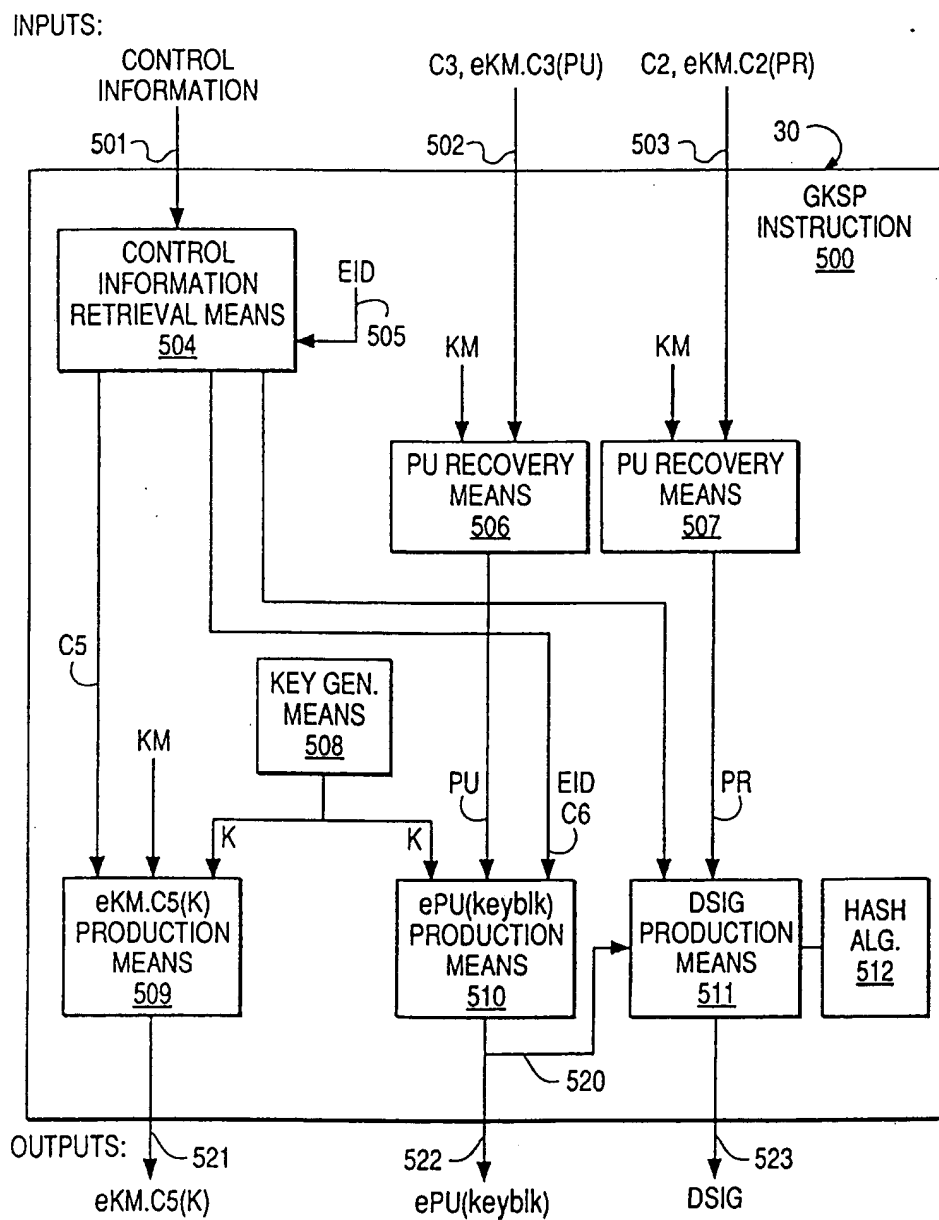 INPUTS:
CONTROL
INFORMATION
C3, eKM.C3(PU)
C2, eKM.C2(PR)
501
502
503
30
GKSP
INSTRUCTION
500
CONTROL
INFORMATION
RETRIEVAL MEANS
504
EID
505
KM
KM
PU RECOVERY
MEANS
506
PU RECOVERY
MEANS
507
C5
KEY GEN.
MEANS
508
KM
PU
EID
C6
PR
K
K
eKM.C5(K)
PRODUCTION
MEANS
509
ePU(keyblk)
PRODUCTION
MEANS
510
DSIG
PRODUCTION
MEANS
511
HASH
ALG.
512
520
OUTPUTS:
521
522
523
eKM.C5(K)
ePU(keyblk)
DSIG